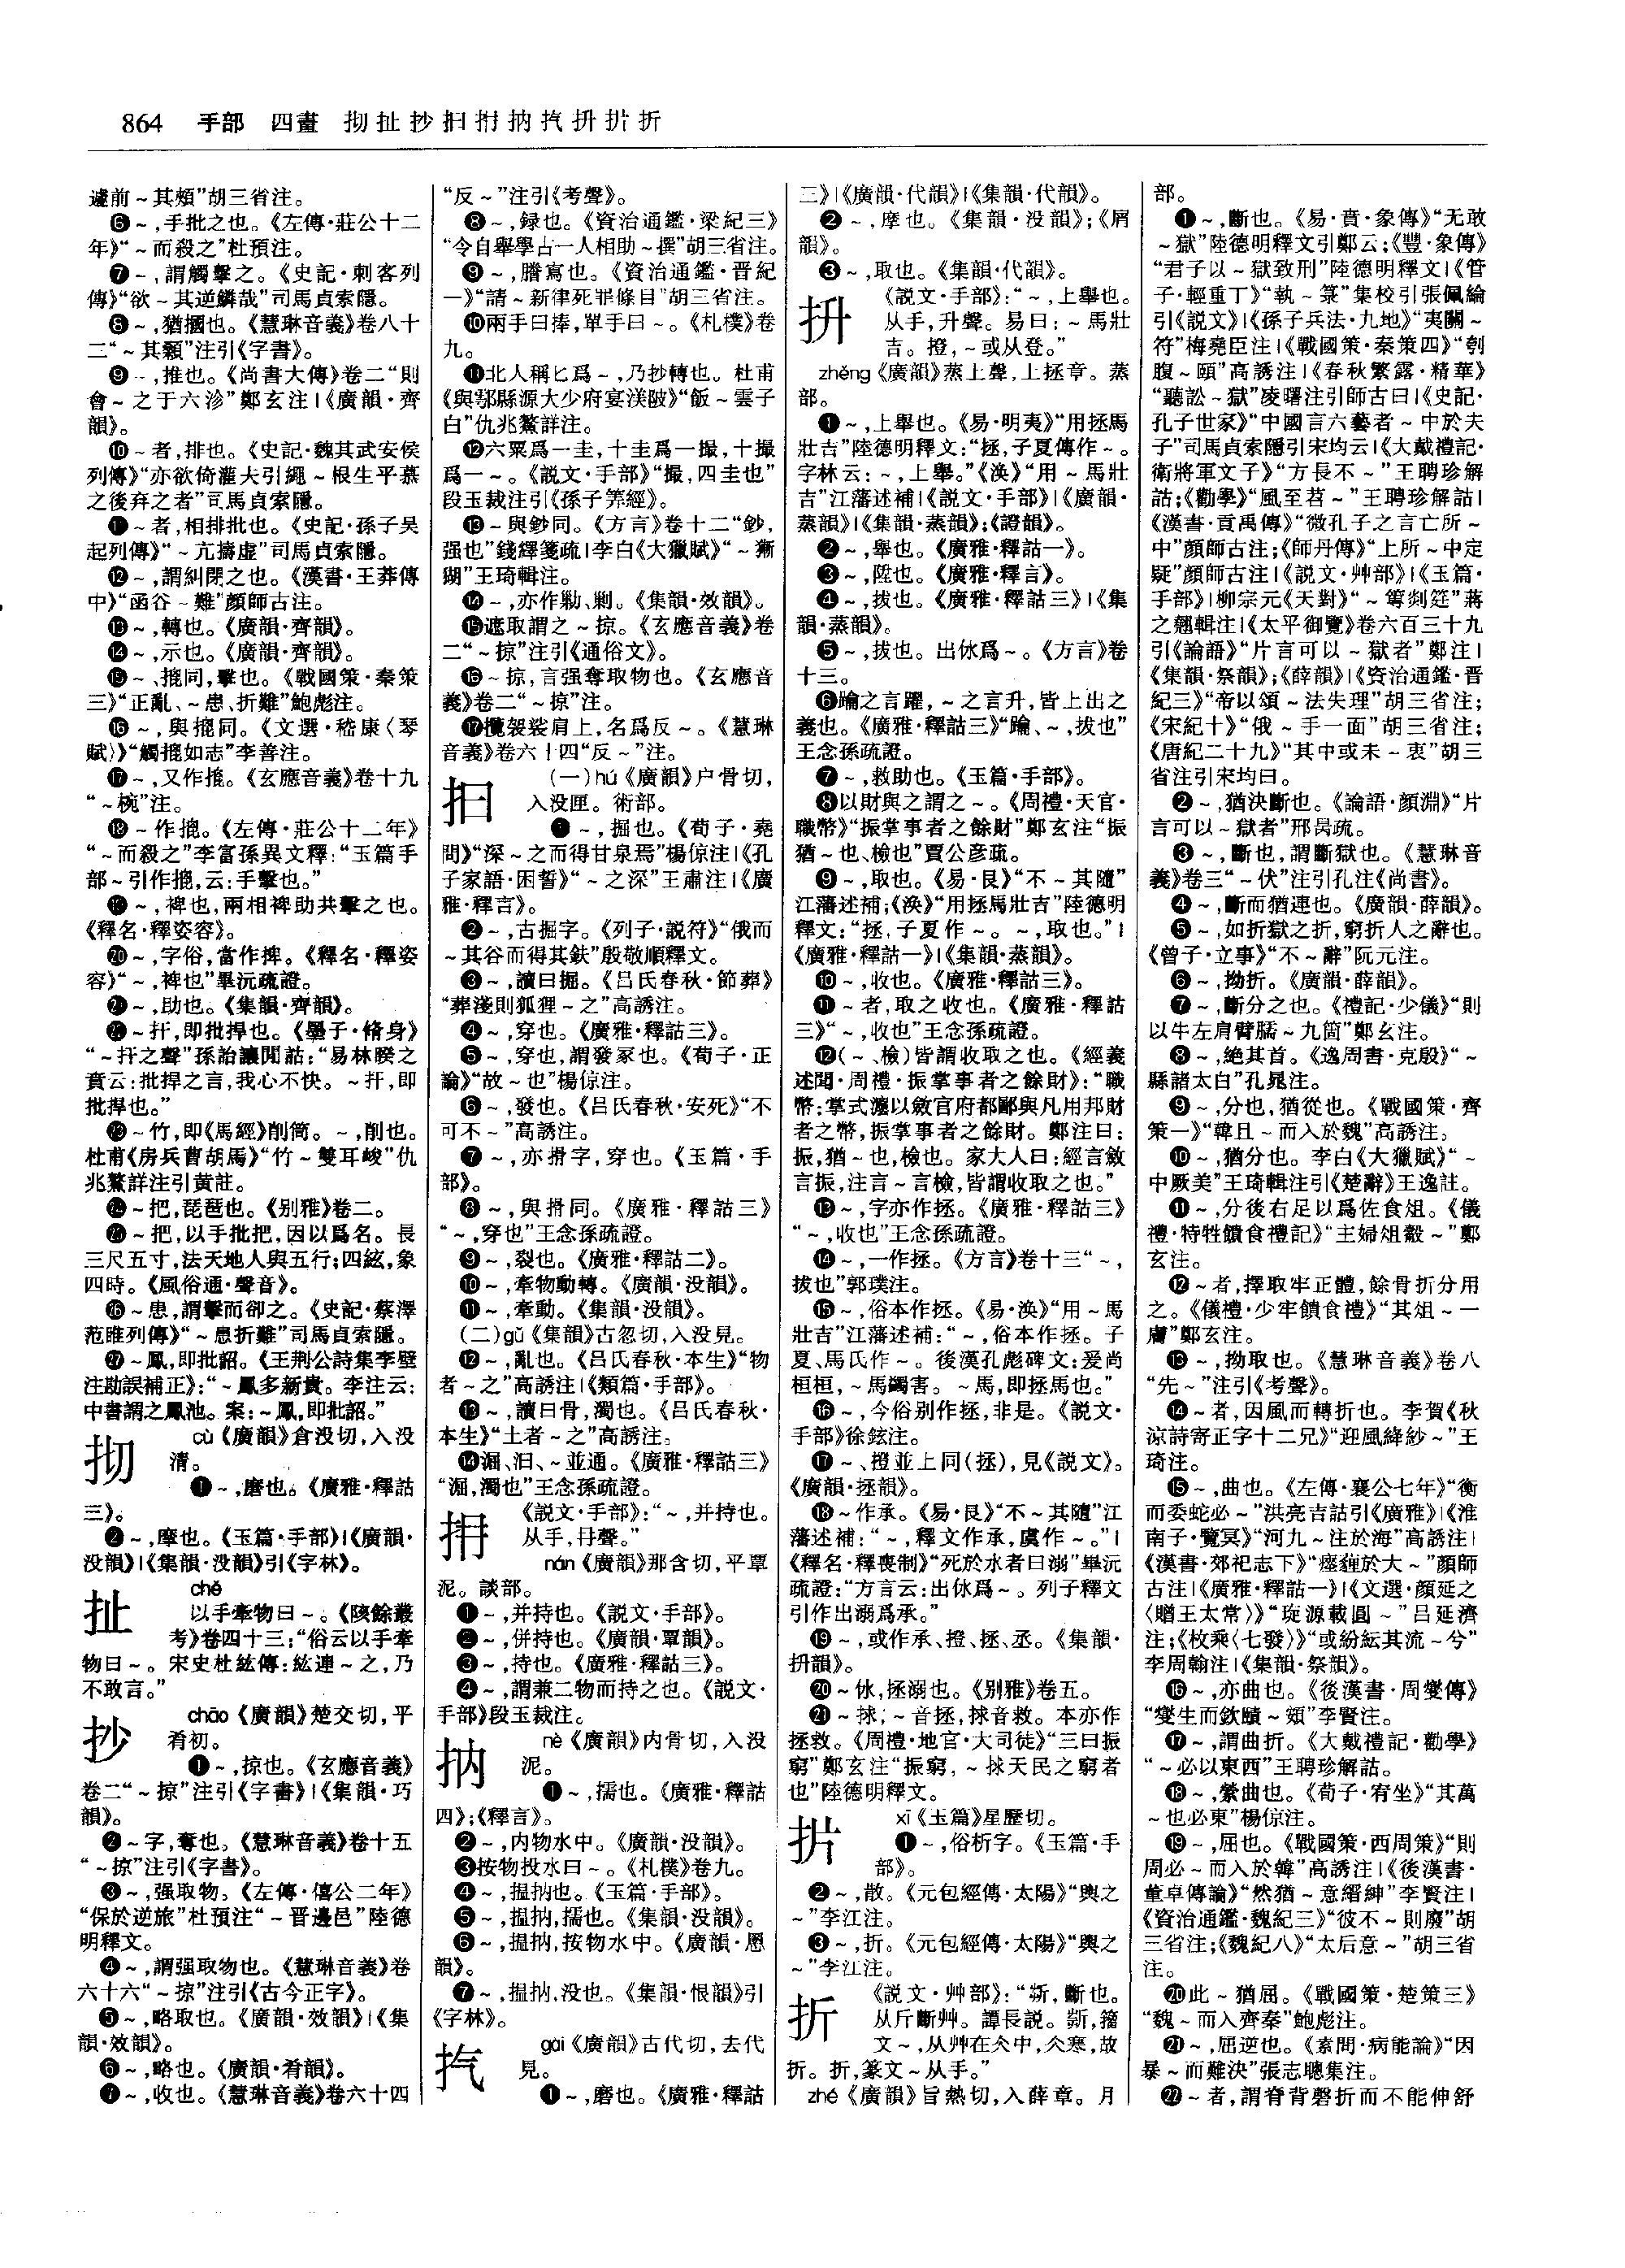 864 手部 四畫 㧅扯抄抇抩抐扢抍㧳折
遽前～其頰”胡三省注。
❻～,手批之也。《左傳·莊公十二
年》“～而殺之”杜預注。
❼～,謂觸擊之。《史記·刺客列
傳》“欲～其逆鱗哉”司馬貞索隱。
❽～,猶摑也。《慧琳音義》卷八十
二“～其顙”注引《字書》。
❾～,推也。《尚書大傳》卷二“則
會～之于六沴”鄭玄注|《廣韻·齊
韻》。
❿～者,排也。《史記·魏其武安侯
列傳》“亦欲倚灌夫引繩～根生平慕
之後弃之者”司馬貞索隱。
⓫～者,相排批也。《史記·孫子吳
起列傳》“～亢擣虛”司馬貞索隱。
⓬～,謂糾閉之也。《漢書·王莽傳
中》“函谷～難”顏師古注。
⓭～,轉也。《廣韻·齊韻》。
⓮～,示也。《廣韻·齊韻》。
⓯～、㧗同,擊也。《戰國策·秦策
三》“正亂、～患、折難”鮑彪注。
⓰～,與㧗同。《文選·嵇康〈琴
賦〉》“觸㧗如志”李善注。
⓱～,又作㧗。《玄應音義》卷十九
“～椀”注。
⓲～作㧗。《左傳·莊公十二年》
“～而殺之”李富孫異文釋:“玉篇手
部～引作㧗,云:手擊也。”
⓳～,裨也,兩相裨助共擊之也。
《釋名·釋姿容》。
⓴～,字俗,當作捭。《釋名·釋姿
容》“～,裨也”畢沅疏證。
㉑～,助也。《集韻·齊韻》。
㉒～扞,即批捍也。《墨子·脩身》
“～扞之聲”孫詒讓閒詁:“易林睽之
賁云:批捍之言,我心不快。～扞,即
批捍也。”
㉓～竹,即《馬經》削筒。～,削也。
杜甫《房兵曹胡馬》“竹～雙耳峻”仇
兆鰲詳注引黃註。
㉔～把,琵琶也。《别雅》卷二。
㉕～把,以手批把,因以爲名。長
三尺五寸,法天地人與五行;四絃,象
四時。《風俗通·聲音》。
㉖～患,謂擊而卻之。《史記·蔡澤
范雎列傳》“～患折難”司馬貞索隱。
㉗～鳳,即批詔。《王荆公詩集李壁
注勘誤補正》:“～鳳多新貴。李注云:
中書謂之鳳池。案:～鳳,即批詔。”
㧅 cù《廣韻》倉没切,入没
清。
❶～,磨也。《廣雅·釋詁
三》。
❷～,摩也。《玉篇·手部》|《廣韻·
没韻》|《集韻·没韻》引《字林》。
扯 chě
以手牽物曰～。《陔餘叢
考》卷四十三:“俗云以手牽
物曰～。宋史杜紘傳:紘連～之,乃
不敢言。”
抄 chāo《廣韻》楚交切,平
肴初。
❶～,掠也。《玄應音義》
卷二“～掠”注引《字書》|《集韻·巧
韻》。
❷～字,奪也。《慧琳音義》卷十五
“～掠”注引《字書》。
❸～,强取物。《左傳·僖公二年》
“保於逆旅”杜預注“～晋邊邑”陸德
明釋文。
❹～,謂强取物也。《慧琳音義》卷
六十六“～掠”注引《古今正字》。
❺～,略取也。《廣韻·效韻》|《集
韻·效韻》。
❻～,略也。《廣韻·肴韻》。
❼～,收也。《慧琳音義》卷六十四
“反～”注引《考聲》。
❽～,録也。《資治通鑑·梁紀三》
“令自舉學占一人相助～撰”胡三省注。
❾～,謄寫也。《資治通鑑·晋紀
一》“請～新律死罪條目”胡三省注。
❿兩手曰捧,單手曰～。《札樸》卷
九。
⓫北人稱匕爲～,乃抄轉也。杜甫
《與鄠縣源大少府宴渼陂》“飯～雲子
白”仇兆鰲詳注。
⓬六粟爲一圭,十圭爲一撮,十撮
爲一～。《説文·手部》“撮,四圭也”
段玉裁注引《孫子筭經》。
⓭～與鈔同。《方言》卷十二“鈔,
强也”錢繹箋疏|李白《大獵賦》“～獑
猢”王琦輯注。
⓮～,亦作勦、剿。《集韻·效韻》。
⓯遮取謂之～掠。《玄應音義》卷
二“～掠”注引《通俗文》。
⓰～掠,言强奪取物也。《玄應音
義》卷二“～掠”注。
⓱攬袈裟肩上,名爲反～。《慧琳
音義》卷六十四“反～”注。
抇 (一)hú《廣韻》户骨切,
入没匣。術部。
❶～,掘也。《荀子·堯
問》“深～之而得甘泉焉”楊倞注|《孔
子家語·困誓》“～之深”王肅注|《廣
雅·釋言》。
❷～,古掘字。《列子·説符》“俄而
～其谷而得其鈇”殷敬順釋文。
❸～,讀曰掘。《吕氏春秋·節葬》
“葬淺則狐狸～之”高誘注。
❹～,穿也。《廣雅·釋詁三》。
❺～,穿也,謂發冢也。《荀子·正
論》“故～也”楊倞注。
❻～,發也。《吕氏春秋·安死》“不
可不～”高誘注。
❼～,亦搰字,穿也。《玉篇·手
部》。
❽～,與搰同。《廣雅·釋詁三》
“～,穿也”王念孫疏證。
❾～,裂也。《廣雅·釋詁二》。
❿～,牽物動轉。《廣韻·没韻》。
⓫～,牽動。《集韻·没韻》。
(二)gǔ《集韻》古忽切,入没見。
⓬～,亂也。《吕氏春秋·本生》“物
者～之”高誘注|《類篇·手部》。
⓭～,讀曰骨,濁也。《吕氏春秋·
本生》“土者～之”高誘注。
⓮淈、汩、～並通。《廣雅·釋詁三》
“淈,濁也”王念孫疏證。
抩 《説文·手部》:“～,并持也。
从手,冄聲。”
nán《廣韻》那含切,平覃
泥。談部。
❶～,并持也。《説文·手部》。
❷～,併持也。《廣韻·覃韻》。
❸～,持也。《廣雅·釋詁三》。
❹～,謂兼二物而持之也。《説文·
手部》段玉裁注。
抐 nè《廣韻》内骨切,入没
泥。
❶～,擩也。《廣雅·釋詁
四》;《釋言》。
❷～,内物水中。《廣韻·没韻》。
❸按物投水曰～。《札樸》卷九。
❹～,揾抐也。《玉篇·手部》。
❺～,揾抐,擩也。《集韻·没韻》。
❻～,揾抐,按物水中。《廣韻·慁
韻》。
❼～,揾抐,没也。《集韻·恨韻》引
《字林》。
gài《廣韻》古代切,去代
見。
❶～,磨也。《廣雅·釋詁
三》|《廣韻·代韻》|《集韻·代韻》。
❷～,摩也。《集韻·没韻》;《屑
韻》。
❸～,取也。《集韻·代韻》。
抍 《説文·手部》:“～,上舉也。
从手,升聲。易曰:～馬壯
吉。撜,～或从登。”
zhěng《廣韻》蒸上聲,上拯章。蒸
部。
❶～,上舉也。《易·明夷》“用拯馬
壯吉”陸德明釋文:“拯,子夏傳作～。
字林云:～,上舉。”《渙》“用～馬壯
吉”江藩述補|《説文·手部》|《廣韻·
蒸韻》|《集韻·蒸韻》;《證韻》。
❷～,舉也。《廣雅·釋詁一》。
❸～,陞也。《廣雅·釋言》。
❹～,拔也。《廣雅·釋詁三》|《集
韻·蒸韻》。
❺～,拔也。出㲻爲～。《方言》卷
十三。
❻踚之言躍,～之言升,皆上出之
義也。《廣雅·釋詁三》“踚、～,拔也”
王念孫疏證。
❼～,救助也。《玉篇·手部》。
❽以財與之謂之～。《周禮·天官·
職幣》“振掌事者之餘財”鄭玄注“振
猶～也、檢也”賈公彦疏。
❾～,取也。《易·艮》“不～其隨”
江藩述補;《渙》“用拯馬壯吉”陸德明
釋文:“拯,子夏作～。～,取也。”|
《廣雅·釋詁一》|《集韻·蒸韻》。
❿～,收也。《廣雅·釋詁三》。
⓫～者,取之收也。《廣雅·釋詁
三》“～,收也”王念孫疏證。
⓬(～、檢)皆謂收取之也。《經義
述聞·周禮·振掌事者之餘財》:“職
幣:掌式灋以斂官府都鄙與凡用邦財
者之幣,振掌事者之餘財。鄭注曰:
振,猶～也,檢也。家大人曰:經言斂
言振,注言～言檢,皆謂收取之也。”
⓭～,字亦作拯。《廣雅·釋詁三》
“～,收也”王念孫疏證。
⓮～,一作拯。《方言》卷十三“～,
拔也”郭璞注。
⓯～,俗本作拯。《易·渙》“用～馬
壯吉”江藩述補:“～,俗本作拯。子
夏、馬氏作～。後漢孔彪碑文:爰尚
桓桓,～馬蠲害。～馬,即拯馬也。”
⓰～,今俗别作拯,非是。《説文·
手部》徐鉉注。
⓱～、撜並上同(拯),見《説文》。
《廣韻·拯韻》。
⓲～作承。《易·艮》“不～其隨”江
藩述補:“～,釋文作承,虞作～。”|
《釋名·釋喪制》“死於水者曰溺”畢沅
疏證:“方言云:出㲻爲～。列子釋文
引作出溺爲承。”
⓳～,或作承、撜、拯、丞。《集韻·
抍韻》。
⓴～㲻,拯溺也。《别雅》卷五。
㉑～捄;～音拯,捄音救。本亦作
拯救。《周禮·地官·大司徒》“三曰振
窮”鄭玄注“振窮,～捄天民之窮者
也”陸德明釋文。
xī《玉篇》星歷切。
❶～,俗析字。《玉篇·手
部》。
❷～,散。《元包經傳·太陽》“輿之
～”李江注。
❸～,折。《元包經傳·太陽》“輿之
～”李江注。
折 《説文·艸部》:“㪿,斷也。
从斤斷艸。譚長説。㪿,籀
文～,从艸在仌中,仌寒,故
折。折,篆文～从手。”
zhé《廣韻》旨熱切,入薛章。月
部。
❶～,斷也。《易·賁·象傳》“无敢
～獄”陸德明釋文引鄭云;《豐·象傳》
“君子以～獄致刑”陸德明釋文|《管
子·輕重丁》“執～箓”集校引張佩綸
引《説文》|《孫子兵法·九地》“夷關～
符”梅堯臣注|《戰國策·秦策四》“刳
腹～頤”高誘注|《春秋繁露·精華》
“聽訟～獄”凌曙注引師古曰|《史記·
孔子世家》“中國言六藝者～中於夫
子”司馬貞索隱引宋均云|《大戴禮記·
衛將軍文子》“方長不～”王聘珍解
詁;《勸學》“風至苕～”王聘珍解詁|
《漢書·貢禹傳》“微孔子之言亡所～
中”顏師古注;《師丹傳》“上所～中定
疑”顏師古注|《説文·艸部》|《玉篇·
手部》|柳宗元《天對》“～篿剡筳”蔣
之翹輯注|《太平御覽》卷六百三十九
引《論語》“片言可以～獄者”鄭注|
《集韻·祭韻》;《薛韻》|《資治通鑑·晋
紀三》“帝以頌～法失理”胡三省注;
《宋紀十》“俄～手一面”胡三省注;
《唐紀二十九》“其中或未～衷”胡三
省注引宋均曰。
❷～,猶決斷也。《論語·顏淵》“片
言可以～獄者”邢昺疏。
❸～,斷也,謂斷獄也。《慧琳音
義》卷三“～伏”注引孔注《尚書》。
❹～,斷而猶連也。《廣韻·薛韻》。
❺～,如折獄之折,窮折人之辭也。
《曾子·立事》“不～辭”阮元注。
❻～,拗折。《廣韻·薛韻》。
❼～,斷分之也。《禮記·少儀》“則
以牛左肩臂臑～九箇”鄭玄注。
❽～,絶其首。《逸周書·克殷》“～
縣諸太白”孔晁注。
❾～,分也,猶從也。《戰國策·齊
策一》“韓且～而入於魏”高誘注。
❿～,猶分也。李白《大獵賦》“～
中厥美”王琦輯注引《楚辭》王逸註。
⓫～,分後右足以爲佐食俎。《儀
禮·特牲饋食禮記》“主婦俎觳～”鄭
玄注。
⓬～者,擇取牢正體,餘骨折分用
之。《儀禮·少牢饋食禮》“其俎～一
膚”鄭玄注。
⓭～,拗取也。《慧琳音義》卷八
“先～”注引《考聲》。
⓮～者,因風而轉折也。李賀《秋
涼詩寄正字十二兄》“迎風絳紗～”王
琦注。
⓯～,曲也。《左傳·襄公七年》“衡
而委蛇必～”洪亮吉詁引《廣雅》|《淮
南子·覽冥》“河九～注於海”高誘注|
《漢書·郊祀志下》“瘞薶於大～”顏師
古注|《廣雅·釋詁一》|《文選·顏延之
〈贈王太常〉》“琁源載圓～”吕延濟
注;《枚乘〈七發〉》“或紛紜其流～兮”
李周翰注|《集韻·祭韻》。
⓰～,亦曲也。《後漢書·周燮傳》
“燮生而欽頤～頞”李賢注。
⓱～,謂曲折。《大戴禮記·勸學》
“～必以東西”王聘珍解詁。
⓲～,縈曲也。《荀子·宥坐》“其萬
～也必東”楊倞注。
⓳～,屈也。《戰國策·西周策》“則
周必～而入於韓”高誘注|《後漢書·
董卓傳論》“然猶～意縉紳”李賢注|
《資治通鑑·魏紀三》“彼不～則廢”胡
三省注;《魏紀八》“太后意～”胡三省
注。
⓴此～猶屈。《戰國策·楚策三》
“魏～而入齊秦”鮑彪注。
㉑～,屈逆也。《素問·病能論》“因
暴～而難決”張志聰集注。
㉒～者,謂脊背磬折而不能伸舒